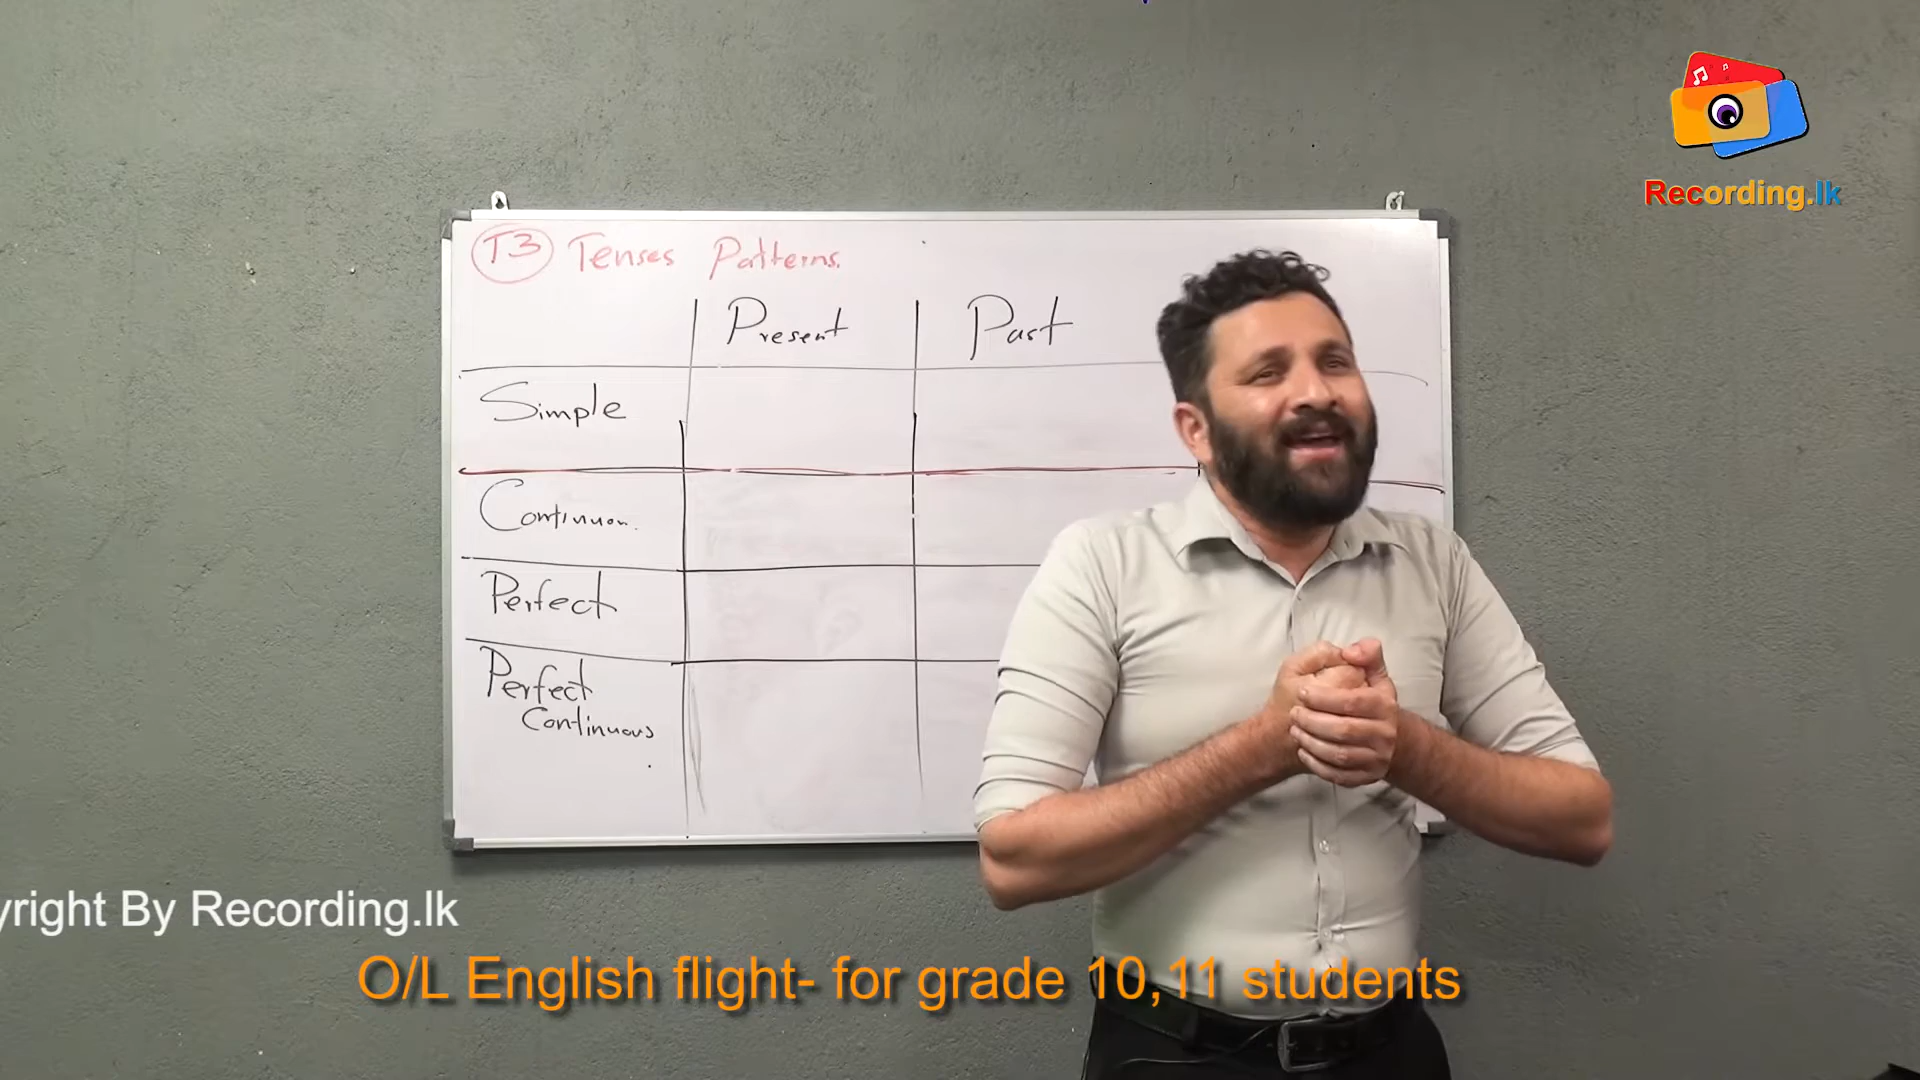 Recording.lk
T3 Tenses Patterns.
Present Past
Simple
Continuou.
Perfect
Perfect
Continuous
yright By Recording.lk
O/L English flight- for grade 10,11 students